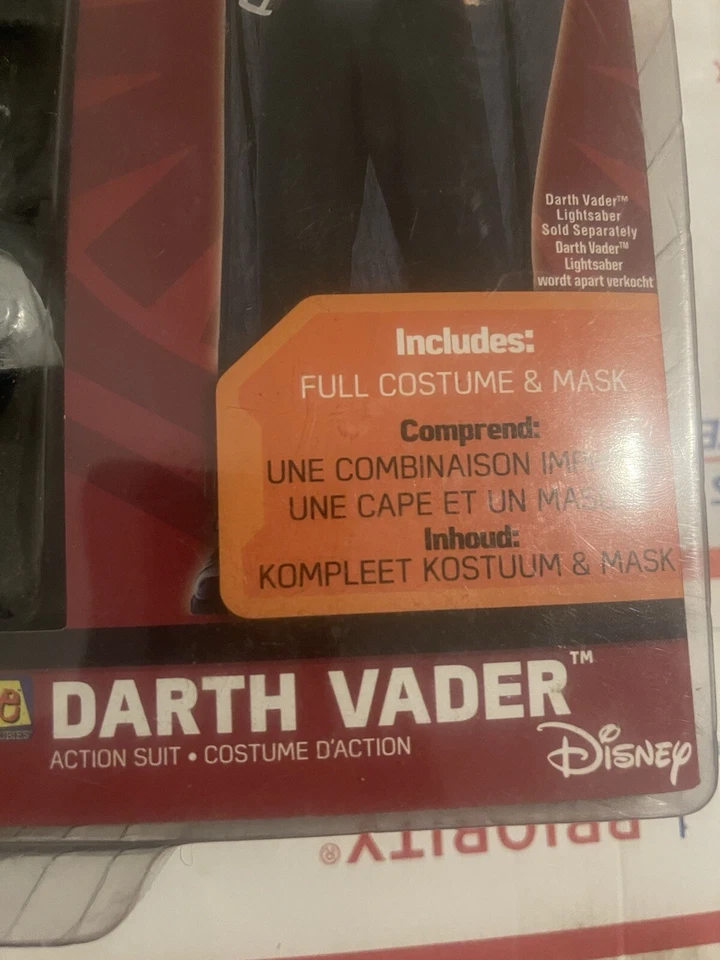 Darth Vader™
Lightsaber
Sold Separately
Darth Vader™
Lightsaber
wordt apart verkocht
Includes:
FULL COSTUME & MASK
Comprend:
UNE COMBINAISON
UNE CAPE ET UN
Inhoud:
KOMPLEET KOSTUUM & MASK
DARTH VADER™
ACTION SUIT • COSTUME D'ACTION
DISNEY
PRIORITY®